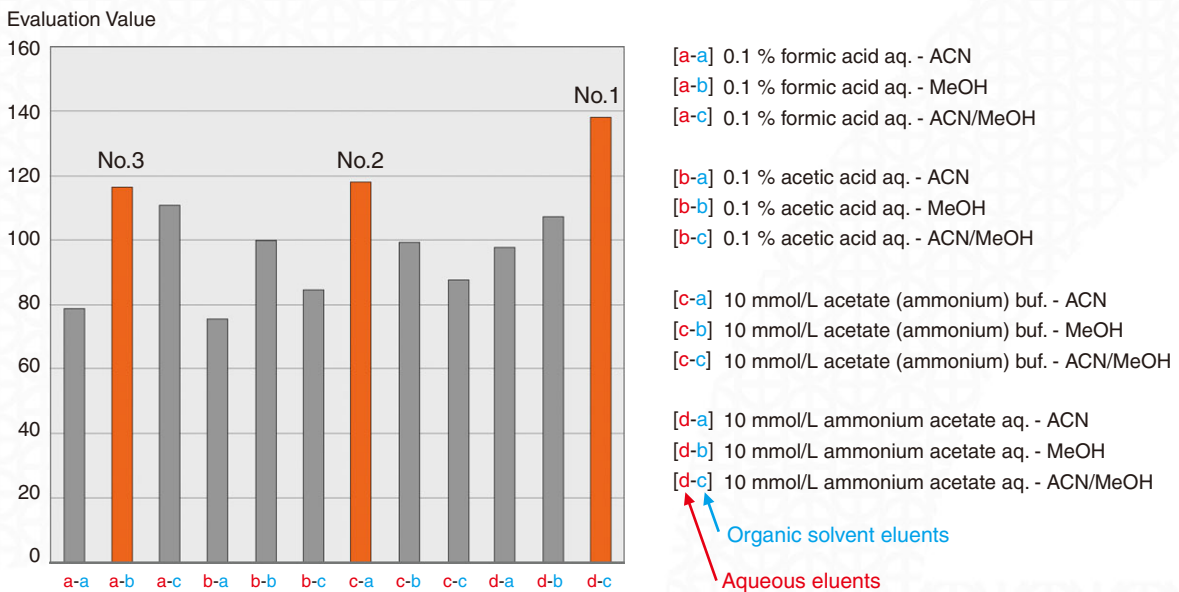 Evaluation Value
160
140
120
100
80
60
40
20
0
No.3
No.2
No.1
a-a a-b a-c b-a b-b b-c c-a c-b c-c d-a d-b d-c
[a-a] 0.1 % formic acid aq. - ACN
[a-b] 0.1 % formic acid aq. - MeOH
[a-c] 0.1 % formic acid aq. - ACN/MeOH
[b-a] 0.1 % acetic acid aq. - ACN
[b-b] 0.1 % acetic acid aq. - MeOH
[b-c] 0.1 % acetic acid aq. - ACN/MeOH
[c-a] 10 mmol/L acetate (ammonium) buf. - ACN
[c-b] 10 mmol/L acetate (ammonium) buf. - MeOH
[c-c] 10 mmol/L acetate (ammonium) buf. - ACN/MeOH
[d-a] 10 mmol/L ammonium acetate aq. - ACN
[d-b] 10 mmol/L ammonium acetate aq. - MeOH
[d-c] 10 mmol/L ammonium acetate aq. - ACN/MeOH
Organic solvent eluents
Aqueous eluents